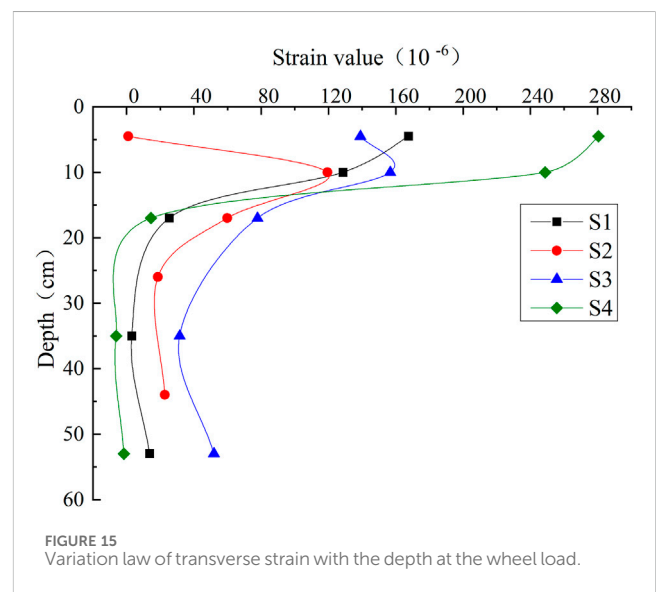 Strain value（10 -6）
0 40 80 120 160 200 240 280
0
10
20
30
40
50
60
Depth（cm）
S1
S2
S3
S4
FIGURE 15
Variation law of transverse strain with the depth at the wheel load.